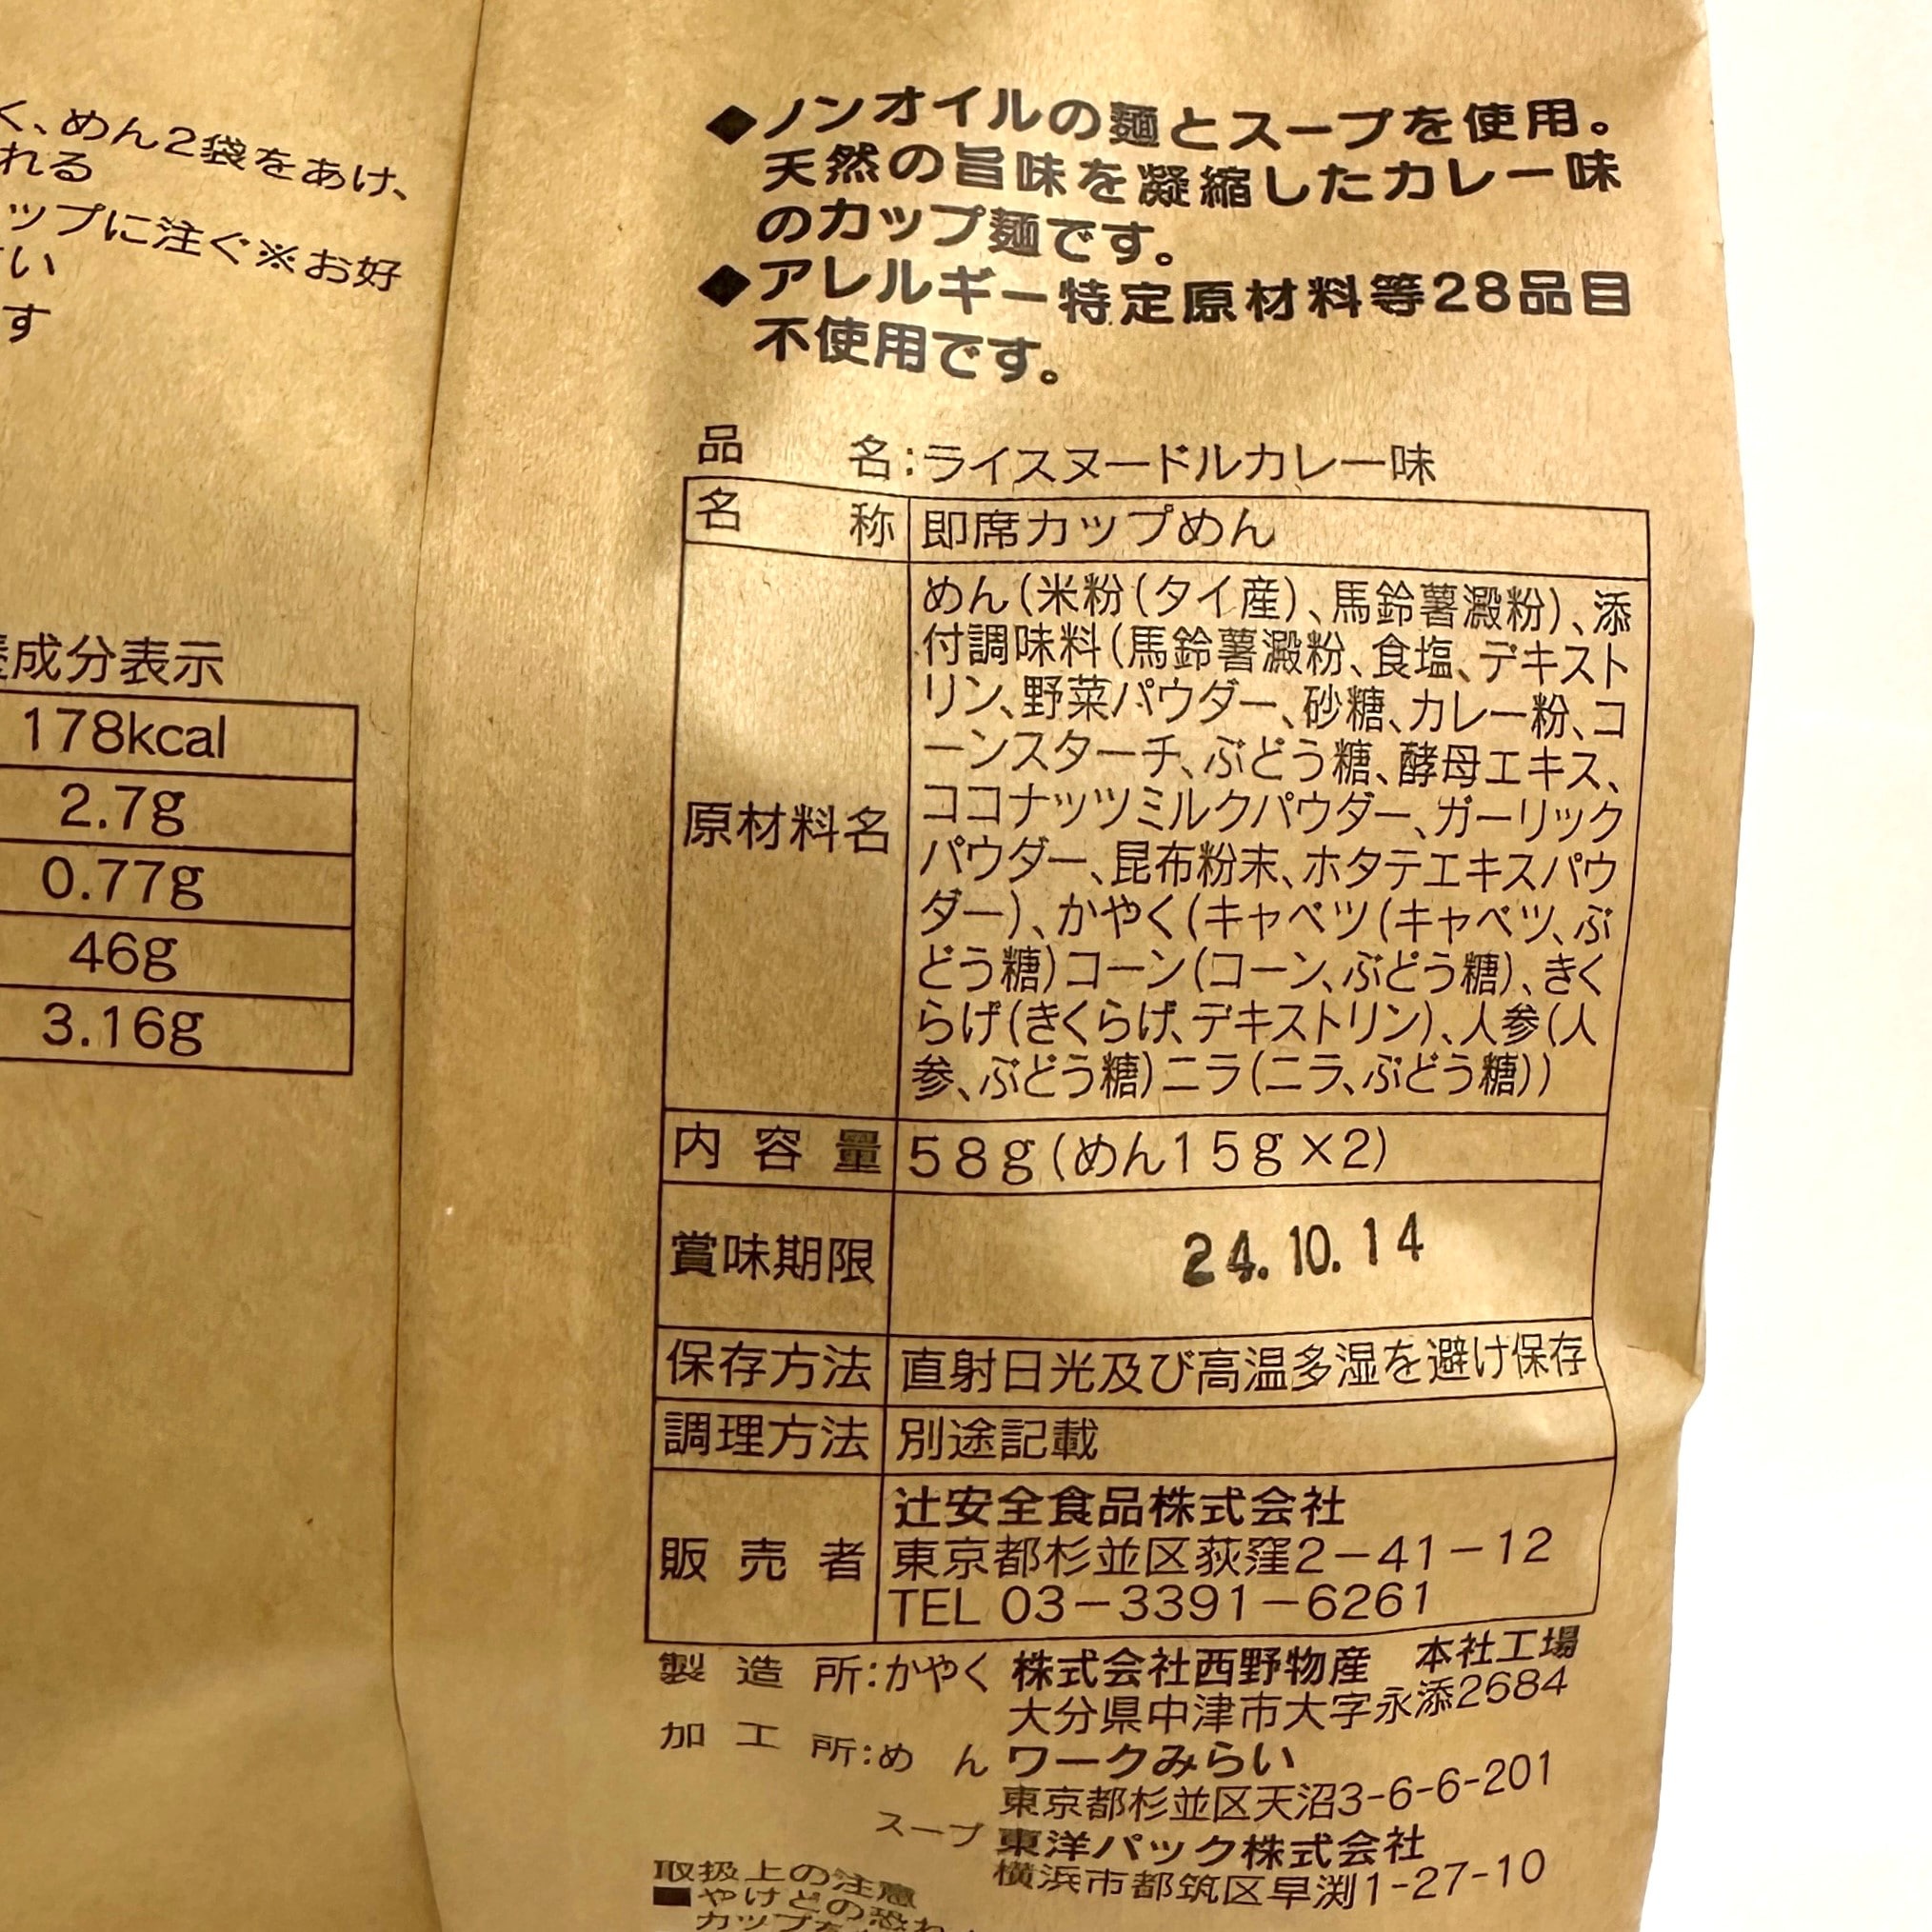 く、めん2袋をあけ、
れる
ップに注ぐ※お好
い
す
成分表示
178kcal
2.7g
0.77g
46g
3.16g
◆ノンオイルの麺とスープを使用。
天然の旨味を凝縮したカレー味
のカップ麺です。
◆アレルギー特定原材料等28品目
不使用です。
品 名:ライスヌードルカレー味
名 称 即席カップめん
原材料名
めん(米粉(タイ産)、馬鈴薯澱粉)、添
付調味料(馬鈴薯澱粉、食塩、デキスト
リン、野菜パウダー、砂糖、カレー粉、コ
ーンスターチ、ぶどう糖、酵母エキス、
ココナッツミルクパウダー、ガーリック
パウダー、昆布粉末、ホタテエキスパウ
ダー)、かやく(キャベツ(キャベツ、ぶ
どう糖)コーン(コーン、ぶどう糖)、きく
らげ(きくらげ、デキストリン)、人参(人
参、ぶどう糖)ニラ(ニラ、ぶどう糖))
内容量 58g(めん15g×2)
賞味期限 24.10.14
保存方法 直射日光及び高温多湿を避け保存
調理方法 別途記載
販売者
辻安全食品株式会社
東京都杉並区荻窪2－41－12
TEL 03－3391－6261
製造所:かやく 株式会社西野物産 本社工場
大分県中津市大字永添2684
加工所:めん ワークみらい
東京都杉並区天沼3-6-6-201
スープ 東洋パック株式会社
横浜市都筑区早渕1-27-10
取扱上の注意
■やけどの恐れ